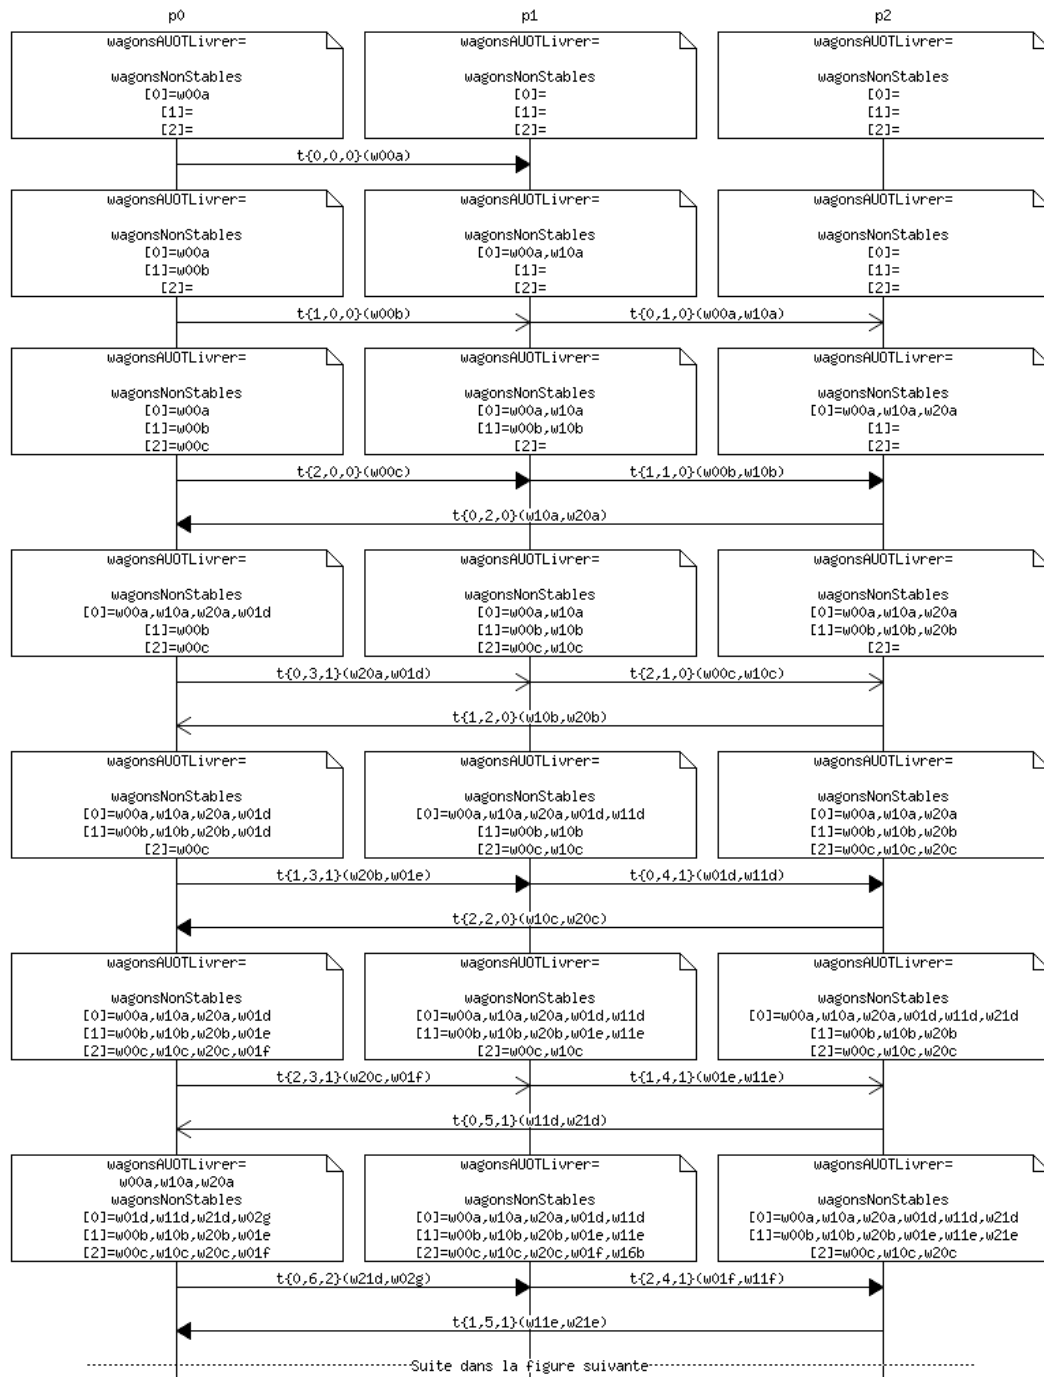 p0
p1
p2
wagonsAUOTLivrer=
wagonsNonStables
[0]=w00a
[1]=
[2]=
wagonsAUOTLivrer=
wagonsNonStables
[0]=
[1]=
[2]=
wagonsAUOTLivrer=
wagonsNonStables
[0]=
[1]=
[2]=
t{0,0,0}(w00a)
wagonsAUOTLivrer=
wagonsNonStables
[0]=w00a
[1]=w00b
[2]=
wagonsAUOTLivrer=
wagonsNonStables
[0]=w00a,w10a
[1]=
[2]=
wagonsAUOTLivrer=
wagonsNonStables
[0]=
[1]=
[2]=
t{1,0,0}(w00b)
t{0,1,0}(w00a,w10a)
wagonsAUOTLivrer=
wagonsNonStables
[0]=w00a
[1]=w00b
[2]=w00c
wagonsAUOTLivrer=
wagonsNonStables
[0]=w00a,w10a
[1]=w00b,w10b
[2]=
wagonsAUOTLivrer=
wagonsNonStables
[0]=w00a,w10a,w20a
[1]=
[2]=
t{2,0,0}(w00c)
t{1,1,0}(w00b,w10b)
t{0,2,0}(w10a,w20a)
wagonsAUOTLivrer=
wagonsNonStables
[0]=w00a,w10a,w20a,w01d
[1]=w00b
[2]=w00c
wagonsAUOTLivrer=
wagonsNonStables
[0]=w00a,w10a
[1]=w00b,w10b
[2]=w00c,w10c
wagonsAUOTLivrer=
wagonsNonStables
[0]=w00a,w10a,w20a
[1]=w00b,w10b,w20b
[2]=
t{0,3,1}(w20a,w01d)
t{2,1,0}(w00c,w10c)
t{1,2,0}(w10b,w20b)
wagonsAUOTLivrer=
wagonsNonStables
[0]=w00a,w10a,w20a,w01d
[1]=w00b,w10b,w20b,w01d
[2]=w00c
wagonsAUOTLivrer=
wagonsNonStables
[0]=w00a,w10a,w20a,w01d,w11d
[1]=w00b,w10b
[2]=w00c,w10c
wagonsAUOTLivrer=
wagonsNonStables
[0]=w00a,w10a,w20a
[1]=w00b,w10b,w20b
[2]=w00c,w10c,w20c
t{1,3,1}(w20b,w01e)
t{0,4,1}(w01d,w11d)
t{2,2,0}(w10c,w20c)
wagonsAUOTLivrer=
wagonsNonStables
[0]=w00a,w10a,w20a,w01d
[1]=w00b,w10b,w20b,w01e
[2]=w00c,w10c,w20c,w01f
wagonsAUOTLivrer=
wagonsNonStables
[0]=w00a,w10a,w20a,w01d,w11d
[1]=w00b,w10b,w20b,w01e,w11e
[2]=w00c,w10c
wagonsAUOTLivrer=
wagonsNonStables
[0]=w00a,w10a,w20a,w01d,w11d,w21d
[1]=w00b,w10b,w20b
[2]=w00c,w10c,w20c
t{2,3,1}(w20c,w01f)
t{1,4,1}(w01e,w11e)
t{0,5,1}(w11d,w21d)
wagonsAUOTLivrer=
w00a,w10a,w20a
wagonsNonStables
[0]=w01d,w11d,w21d,w02g
[1]=w00b,w10b,w20b,w01e
[2]=w00c,w10c,w20c,w01f
wagonsAUOTLivrer=
wagonsNonStables
[0]=w00a,w10a,w20a,w01d,w11d
[1]=w00b,w10b,w20b,w01e,w11e
[2]=w00c,w10c,w20c,w01f,w16b
wagonsAUOTLivrer=
wagonsNonStables
[0]=w00a,w10a,w20a,w01d,w11d,w21d
[1]=w00b,w10b,w20b,w01e,w11e,w21e
[2]=w00c,w10c,w20c
t{0,6,2}(w21d,w02g)
t{2,4,1}(w01f,w11f)
t{1,5,1}(w11e,w21e)
Suite dans la figure suivante